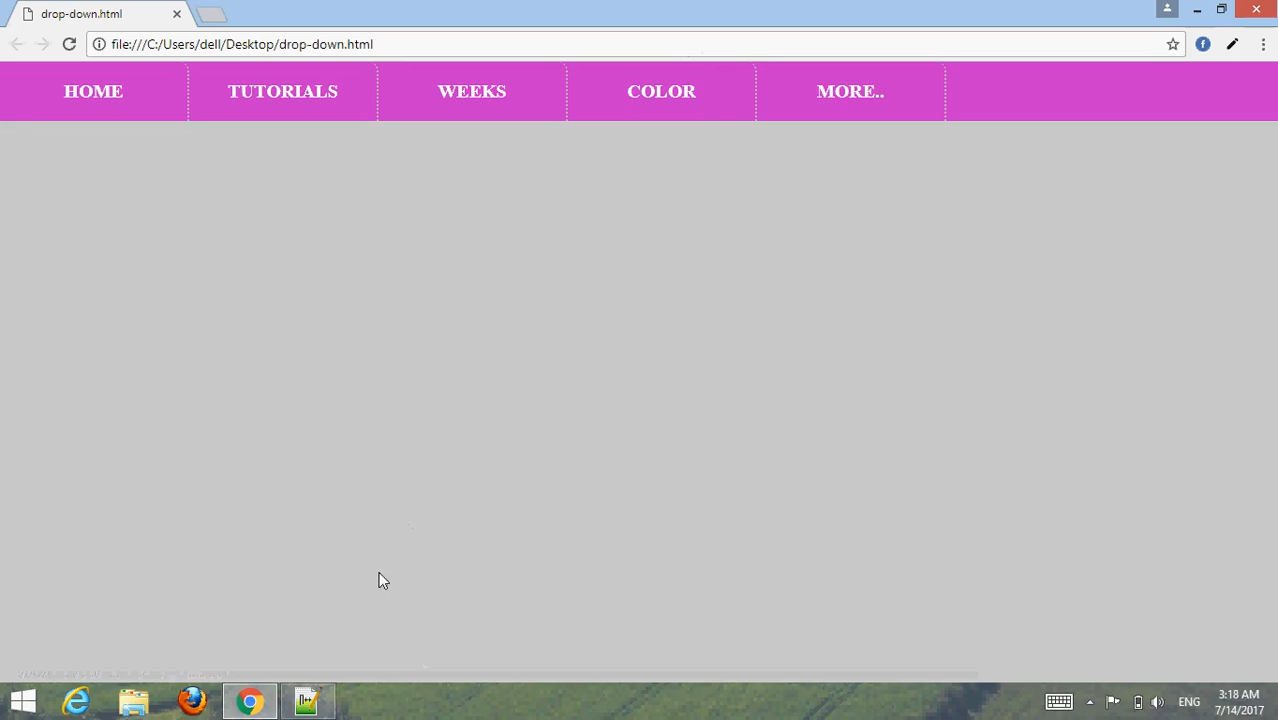 drop-down.html
file:///C:/Users/dell/Desktop/drop-down.html
HOME TUTORIALS WEEKS COLOR MORE..
ENG
3:18 AM
7/14/2017